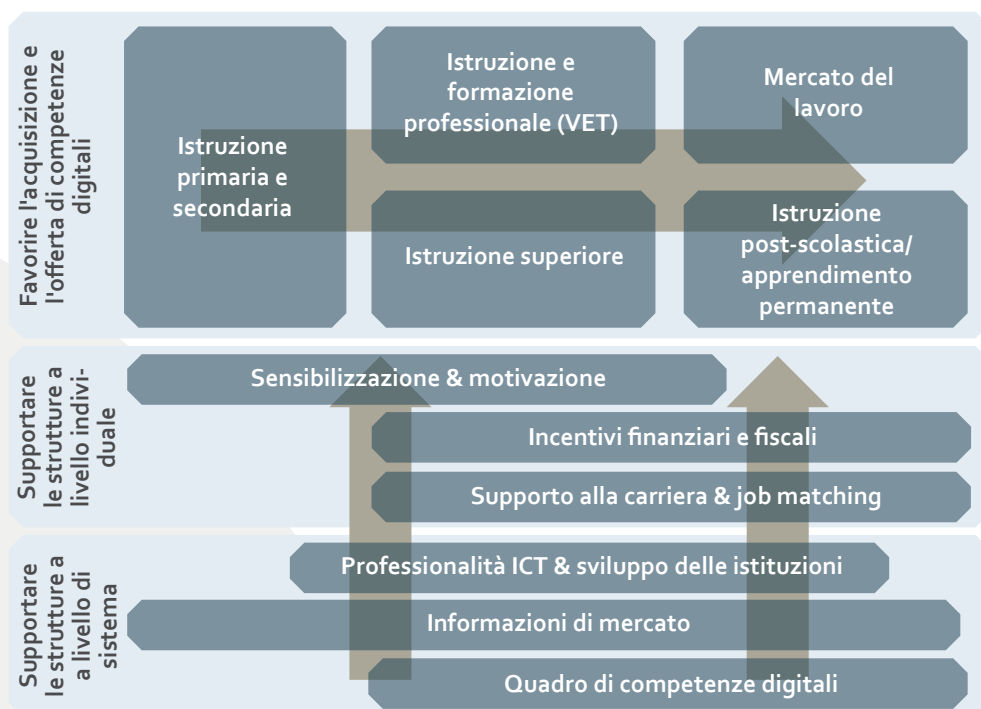 Favorire l'acquisizione e
l'offerta di competenze
digitali
Istruzione
primaria e
secondaria
Istruzione e
formazione
professionale (VET)
Istruzione superiore
Mercato del
lavoro
Istruzione
post-scolastica/
apprendimento
permanente
Supportare
le strutture a
livello indivi-
duale
Sensibilizzazione & motivazione
Incentivi finanziari e fiscali
Supporto alla carriera & job matching
Supportare
le strutture a
a livello di
sistema
Professionalità ICT & sviluppo delle istituzioni
Informazioni di mercato
Quadro di competenze digitali